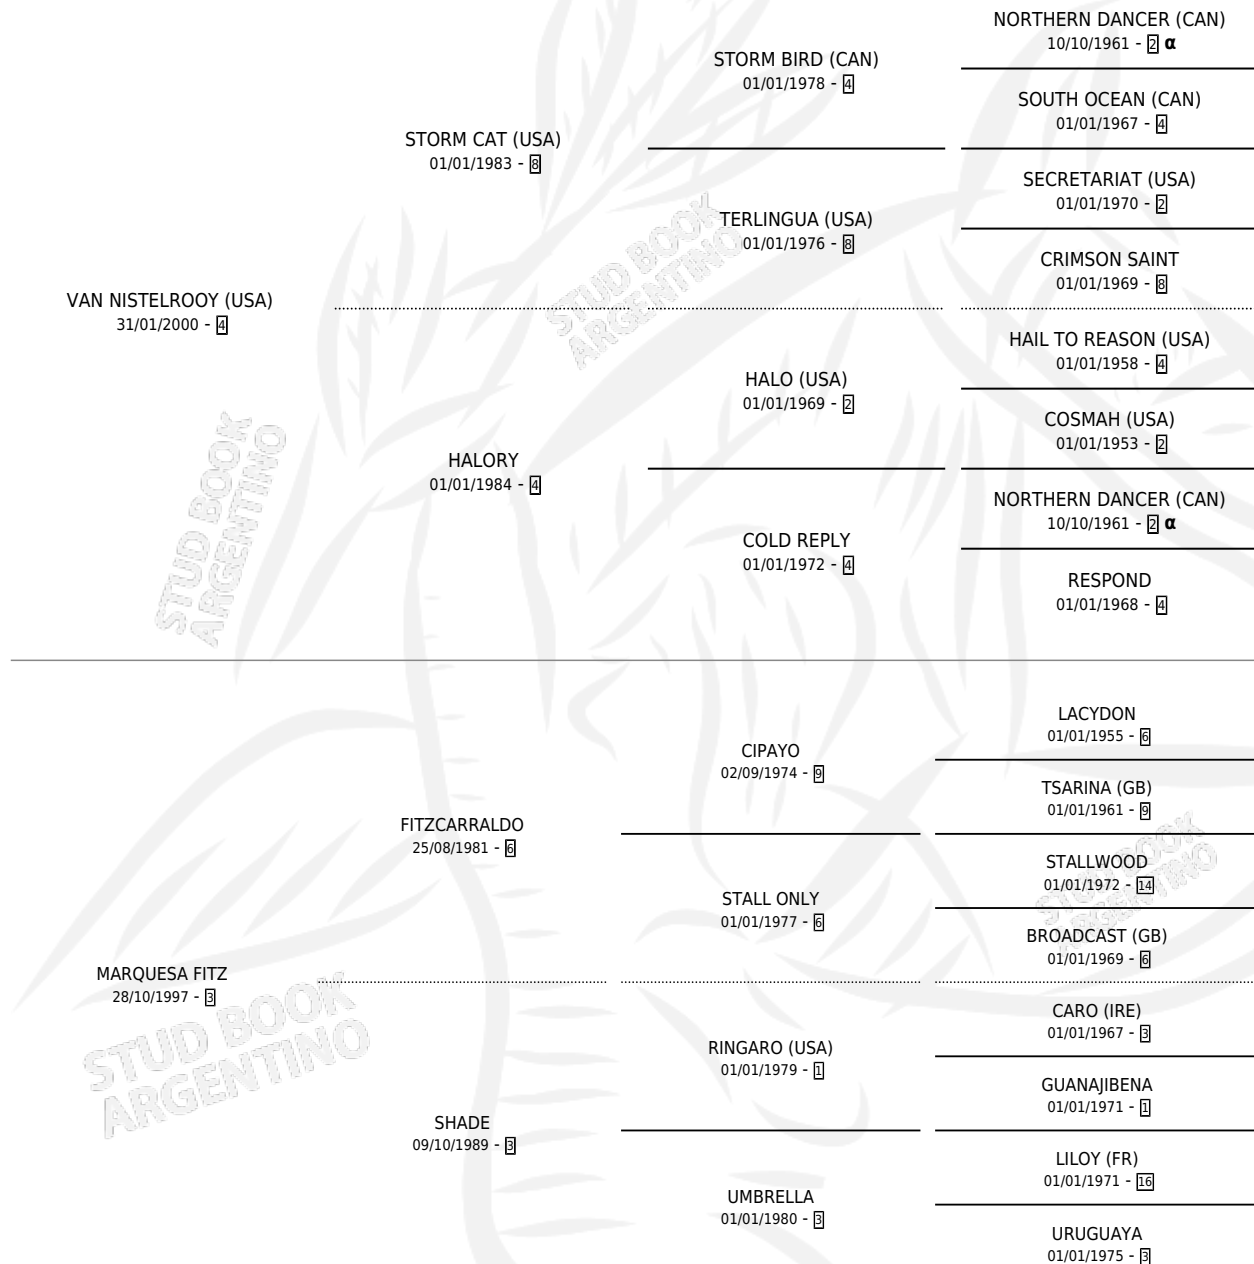 NORTHERN DANCER (CAN)
10/10/1961 - 2 α
STORM BIRD (CAN)
01/01/1978 - 4
SOUTH OCEAN (CAN)
01/01/1967 - 4
STORM CAT (USA)
01/01/1983 - 8
SECRETARIAT (USA)
01/01/1970 - 2
TERLINGUA (USA)
01/01/1976 - 8
CRIMSON SAINT
01/01/1969 - 8
STUD BOOK
ARGENTINO
VAN NISTELROOY (USA)
31/01/2000 - 4
HAIL TO REASON (USA)
01/01/1958 - 4
HALO (USA)
01/01/1969 - 2
COSMAH (USA)
01/01/1953 - 2
HALORY
01/01/1984 - 4
NORTHERN DANCER (CAN)
10/10/1961 - 2 α
COLD REPLY
01/01/1972 - 4
RESPOND
01/01/1968 - 4
STUD BOOK
ARGENTINO
LACYDON
01/01/1955 - 6
CIPAYO
02/09/1974 - 9
TSARINA (GB)
01/01/1961 - 9
FITZCARRALDO
25/08/1981 - 6
STALLWOOD
01/01/1972 - 14
STALL ONLY
01/01/1977 - 6
BROADCAST (GB)
01/01/1969 - 6
STUD BOOK
ARGENTINO
MARQUESA FITZ
28/10/1997 - 3
CARO (IRE)
01/01/1967 - 3
RINGARO (USA)
01/01/1979 - 1
GUANAJIBENA
01/01/1971 - 1
STUD BOOK
ARGENTINO
SHADE
09/10/1989 - 3
LILOY (FR)
01/01/1971 - 16
UMBRELLA
01/01/1980 - 3
URUGUAYA
01/01/1975 - 3